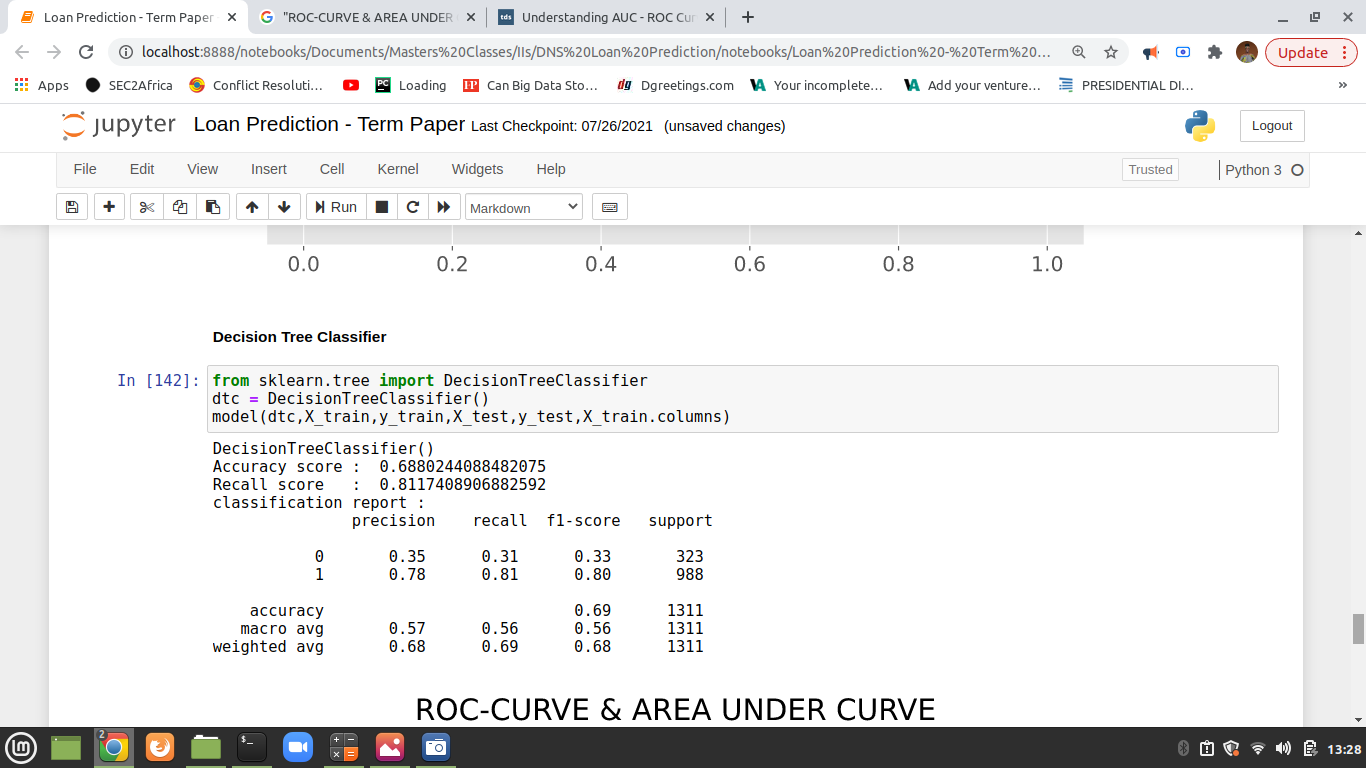 Loan Prediction - Term Paper
"ROC-CURVE & AREA UNDER
Understanding AUC - ROC Cur
localhost:8888/notebooks/Documents/Masters%20Classes/IIs/DNS%20Loan%20Prediction/notebooks/Loan%20Prediction%20-%20Term%20...
Update
Apps
SEC2Africa
Conflict Resoluti...
Loading
Can Big Data Sto...
Dgreetings.com
Your incomplete...
Add your venture...
PRESIDENTIAL DI...
»
jupyter Loan Prediction - Term Paper Last Checkpoint: 07/26/2021 (unsaved changes)
Logout
File Edit View Insert Cell Kernel Widgets Help
Trusted
Python 3
Run
Markdown
0.0 0.2 0.4 0.6 0.8 1.0
Decision Tree Classifier
In [142]:
from sklearn.tree import DecisionTreeClassifier
dtc = DecisionTreeClassifier()
model(dtc,X_train,y_train,X_test,y_test,X_train.columns)
DecisionTreeClassifier()
Accuracy score : 0.6880244088482075
Recall score : 0.8117408906882592
classification report :
precision recall f1-score support
0 0.35 0.31 0.33 323
1 0.78 0.81 0.80 988
accuracy 0.69 1311
macro avg 0.57 0.56 0.56 1311
weighted avg 0.68 0.69 0.68 1311
ROC-CURVE & AREA UNDER CURVE
2
13:28